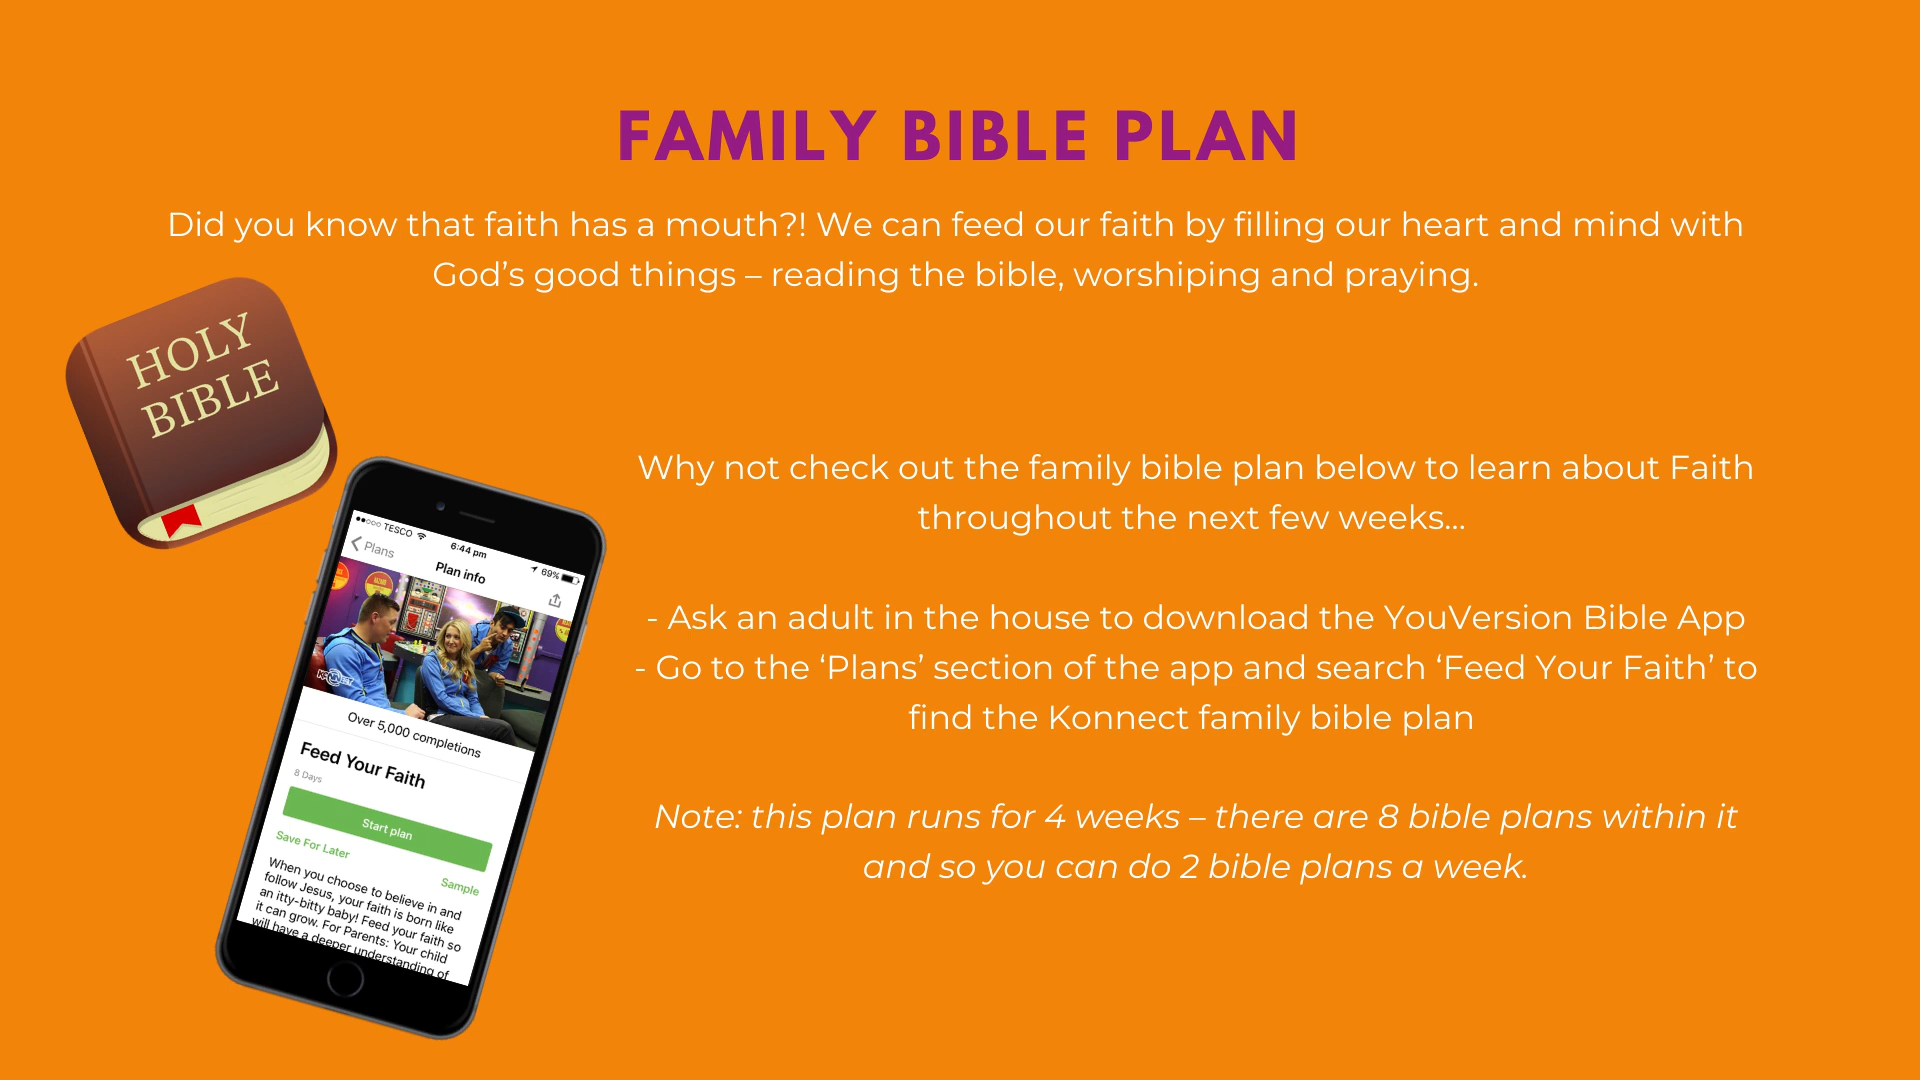 FAMILY BIBLE PLAN
Did you know that faith has a mouth?! We can feed our faith by filling our heart and mind with
God’s good things – reading the bible, worshiping and praying.
HOLY
BIBLE
TESCO
6:44 pm
69%
Plans
Plan info
KONNECT
Over 5,000 completions
Feed Your Faith
8 Days
Start plan
Save For Later
Sample
When you choose to believe in and
follow Jesus, your faith is born like
an itty-bitty baby! Feed your faith so
it can grow. For Parents: Your child
will have a deeper understanding of
Why not check out the family bible plan below to learn about Faith
throughout the next few weeks...
- Ask an adult in the house to download the YouVersion Bible App
- Go to the ‘Plans’ section of the app and search ‘Feed Your Faith’ to
find the Konnect family bible plan
Note: this plan runs for 4 weeks – there are 8 bible plans within it
and so you can do 2 bible plans a week.